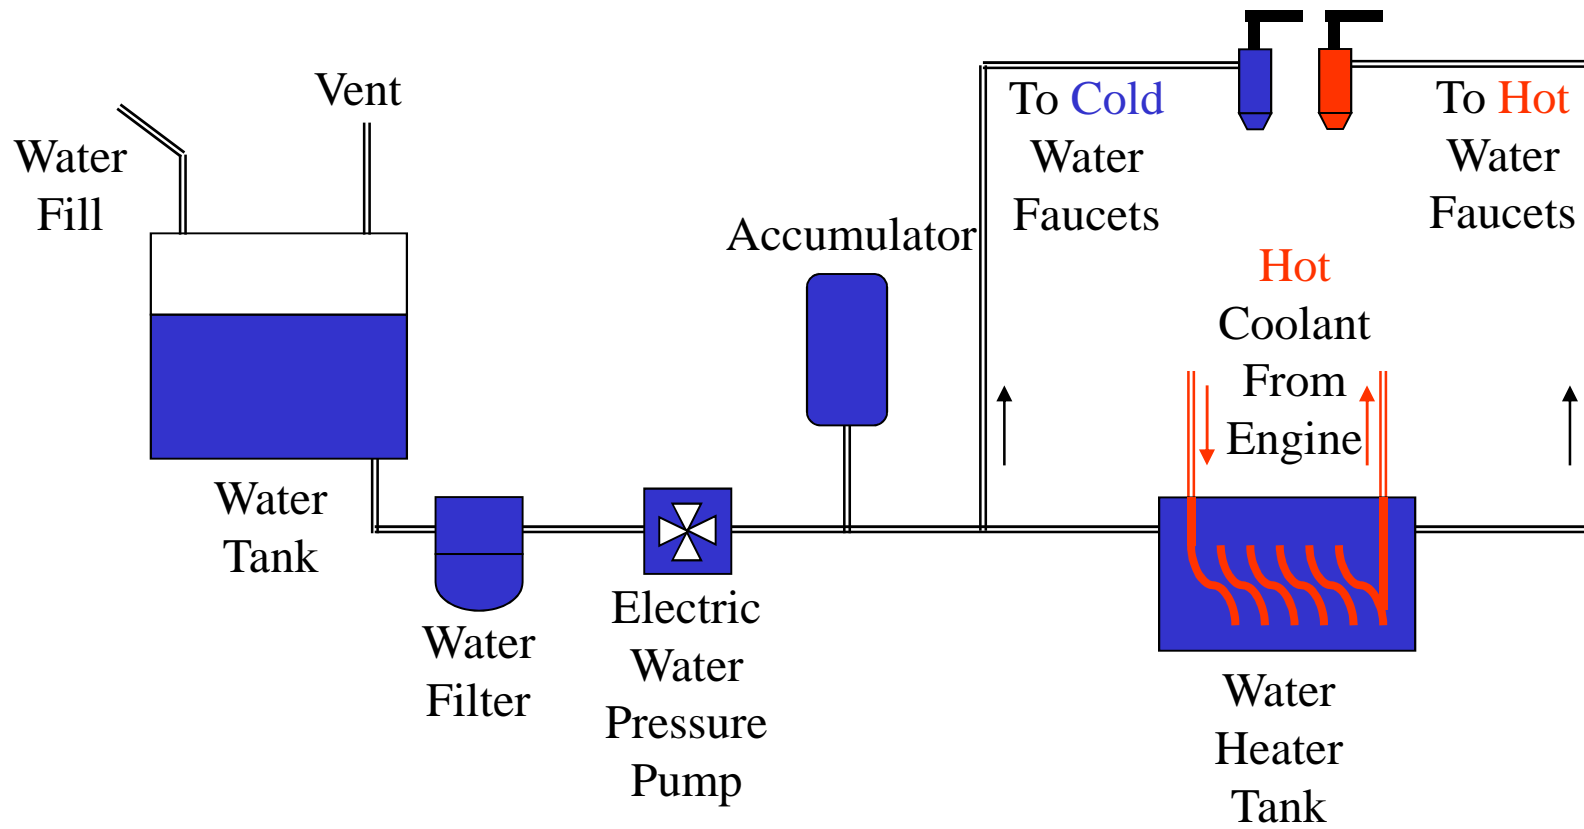 Vent
Water
Fill
Water
Tank
Water
Filter
Electric
Water
Pressure
Pump
Accumulator
To Cold
Water
Faucets
To Hot
Water
Faucets
Hot
Coolant
From
Engine
Water
Heater
Tank